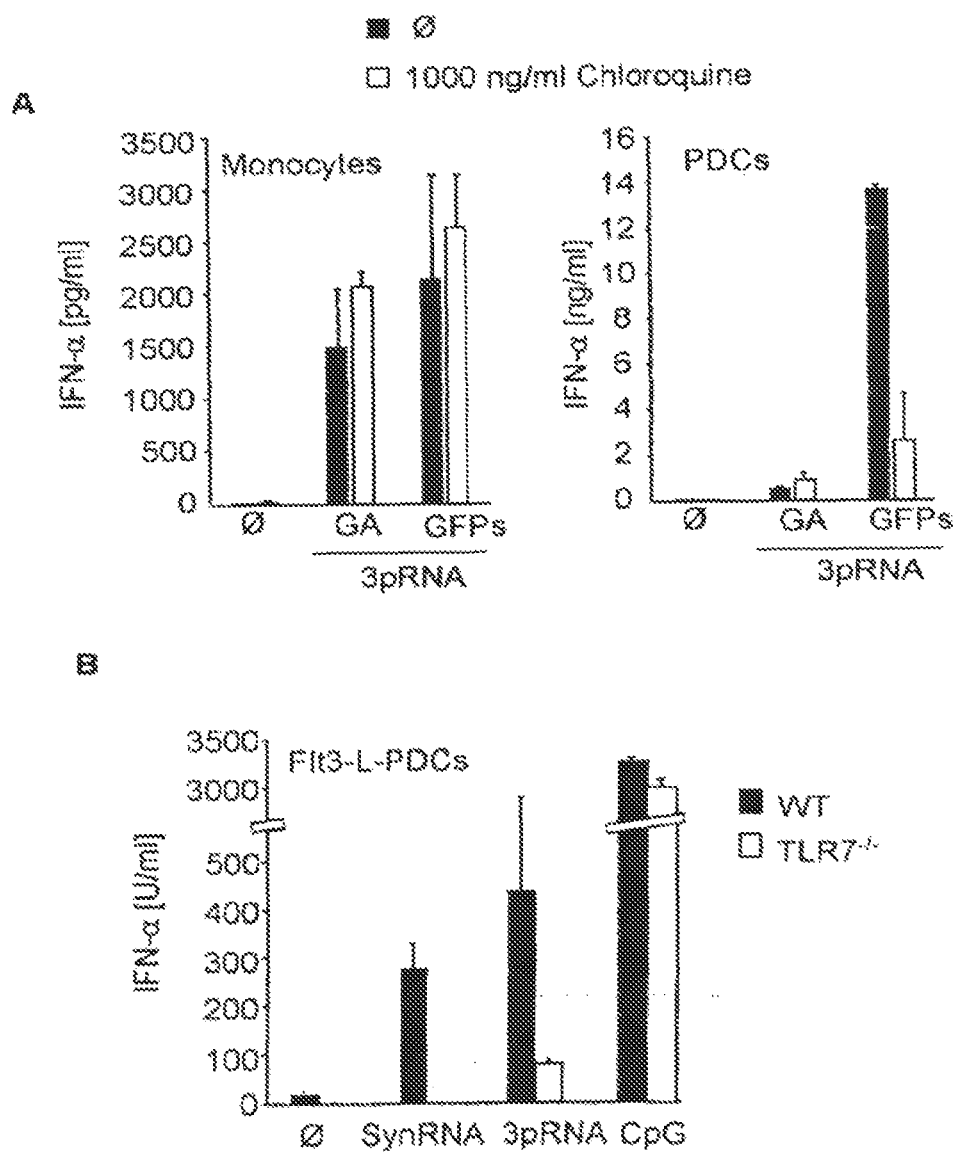 Ø
1000 ng/ml Chloroquine
A
Monocytes
IFN-α [pg/ml]
3500
3000
2500
2000
1500
1000
500
0
Ø GA GFPs
3pRNA
PDCs
IFN-α [ng/ml]
16
14
12
10
8
6
4
2
0
Ø GA GFPs
3pRNA
B
Flt3-L-PDCs
IFN-α [U/ml]
3500
3000
500
400
300
200
100
0
Ø SynRNA 3pRNA CpG
WT
TLR7-/-